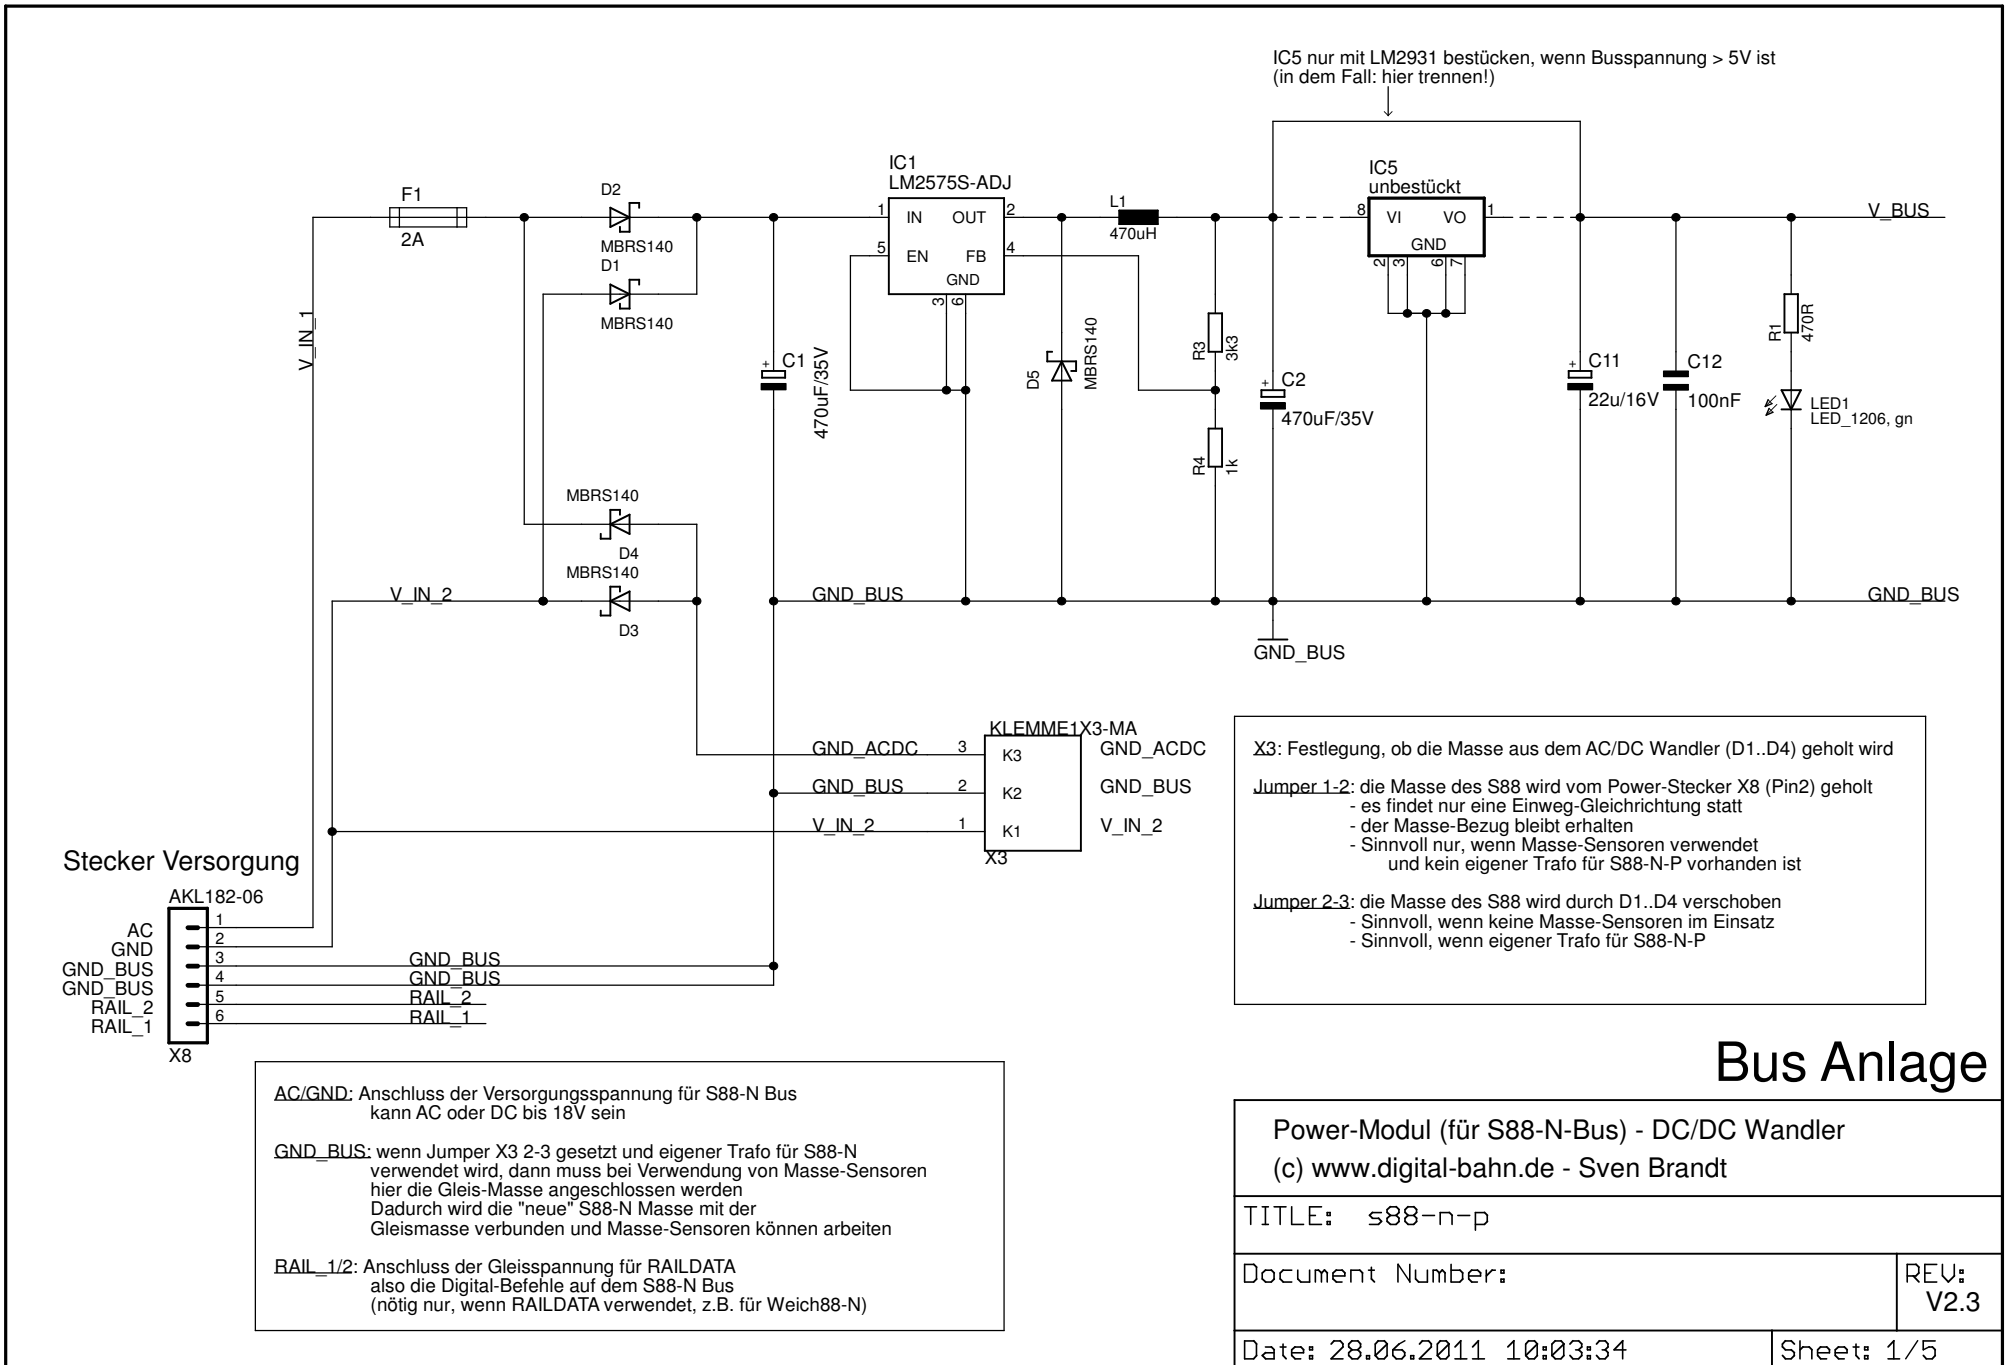 IC5 nur mit LM2931 bestücken, wenn Busspannung > 5V ist
(in dem Fall: hier trennen!)
IC1
LM2575S-ADJ
IC5
unbestückt
F1
2A
D2
MBRS140
D1
MBRS140
1
IN
OUT
2
5
EN
FB
4
GND
3
6
L1
470uH
8
VI
VO
1
GND
2
3
6
7
V_BUS
V_IN_1
C1
+
470uF/35V
D5
MBRS140
R3
3k3
R4
1k
+
C2
470uF/35V
+
C11
22u/16V
C12
100nF
R1
470R
LED1
LED_1206, gn
MBRS140
D4
MBRS140
D3
V_IN_2
GND_BUS
GND_BUS
GND_BUS
KLEMME1X3-MA
GND_ACDC
3
K3
GND_ACDC
GND_BUS
2
K2
GND_BUS
V_IN_2
1
K1
V_IN_2
X3
X3: Festlegung, ob die Masse aus dem AC/DC Wandler (D1..D4) geholt wird
Jumper 1-2: die Masse des S88 wird vom Power-Stecker X8 (Pin2) geholt
- es findet nur eine Einweg-Gleichrichtung statt
- der Masse-Bezug bleibt erhalten
- Sinnvoll nur, wenn Masse-Sensoren verwendet
und kein eigener Trafo für S88-N-P vorhanden ist
Jumper 2-3: die Masse des S88 wird durch D1..D4 verschoben
- Sinnvoll, wenn keine Masse-Sensoren im Einsatz
- Sinnvoll, wenn eigener Trafo für S88-N-P
Stecker Versorgung
AKL182-06
AC
1
GND
2
GND_BUS
3
GND_BUS
GND_BUS
4
GND_BUS
RAIL_2
5
RAIL_2
RAIL_1
6
RAIL_1
X8
AC/GND: Anschluss der Versorgungsspannung für S88-N Bus
kann AC oder DC bis 18V sein
GND_BUS: wenn Jumper X3 2-3 gesetzt und eigener Trafo für S88-N
verwendet wird, dann muss bei Verwendung von Masse-Sensoren
hier die Gleis-Masse angeschlossen werden
Dadurch wird die "neue" S88-N Masse mit der
Gleismasse verbunden und Masse-Sensoren können arbeiten
RAIL_1/2: Anschluss der Gleisspannung für RAILDATA
also die Digital-Befehle auf dem S88-N Bus
(nötig nur, wenn RAILDATA verwendet, z.B. für Weich88-N)
Bus Anlage
Power-Modul (für S88-N-Bus) - DC/DC Wandler
(c) www.digital-bahn.de - Sven Brandt
TITLE: s88-n-p
Document Number:
REV:
V2.3
Date: 28.06.2011 10:03:34
Sheet: 1/5